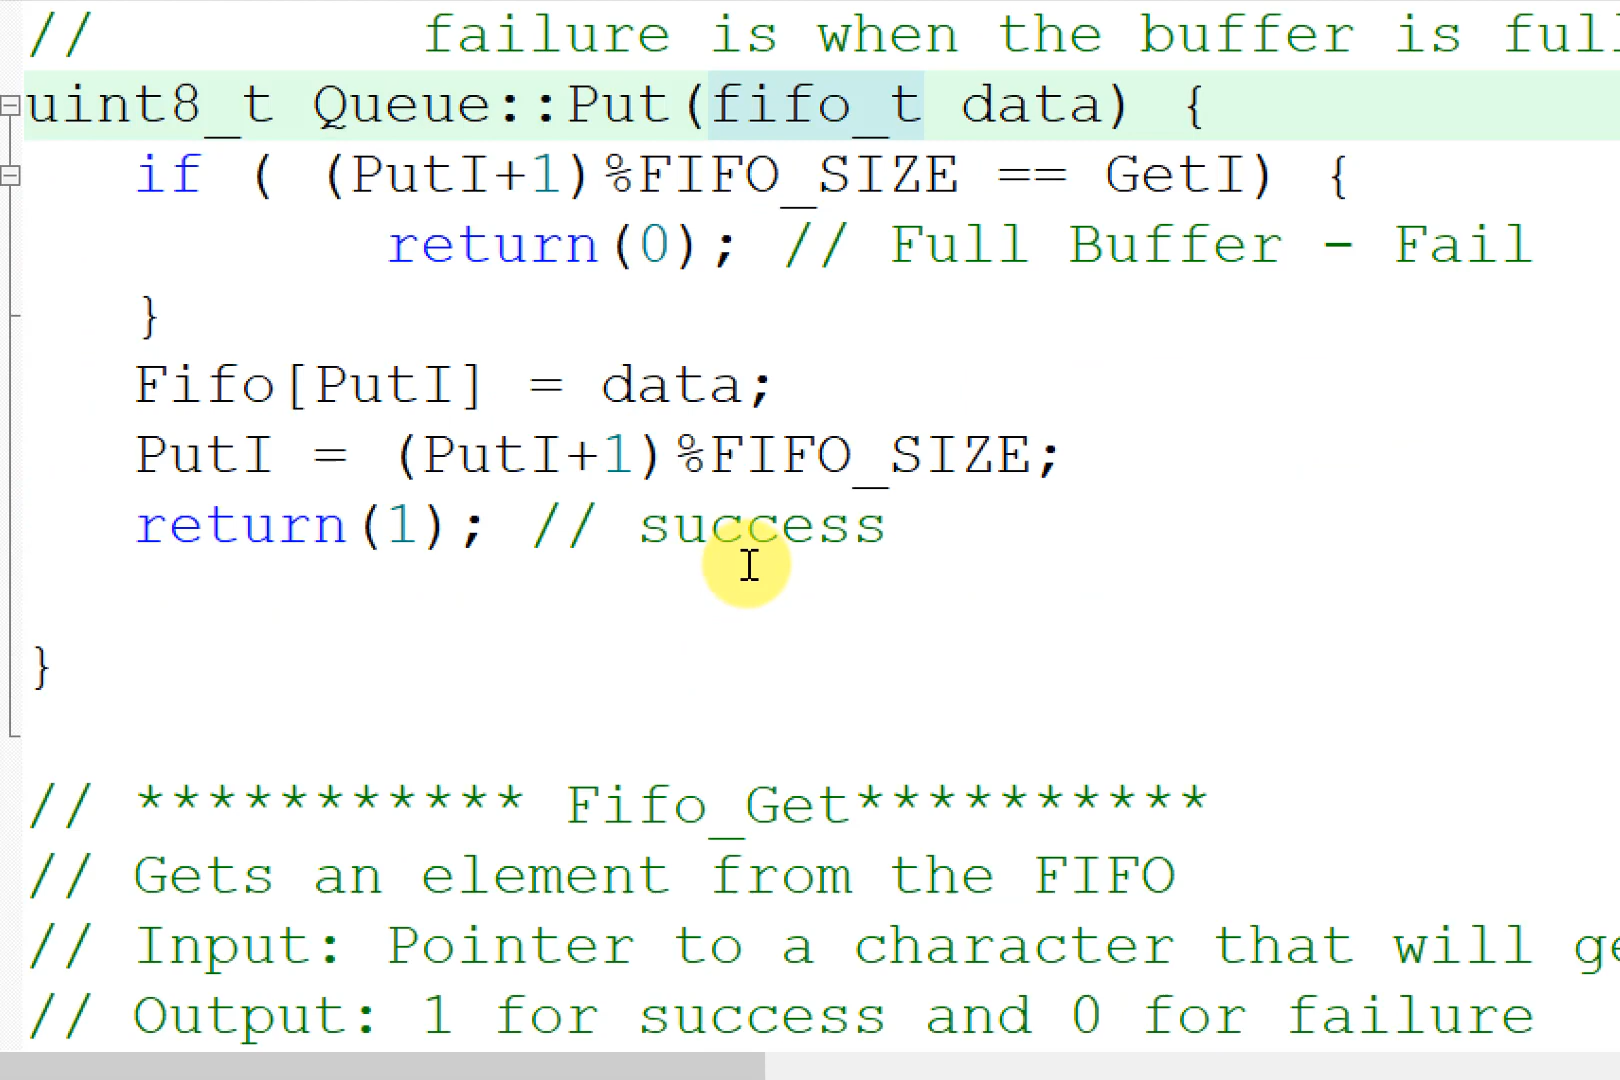 // failure is when the buffer is full
uint8_t Queue::Put(fifo_t data) {
if ( (PutI+1)%FIFO_SIZE == GetI) {
return(0); // Full Buffer - Fail
}
Fifo[PutI] = data;
PutI = (PutI+1)%FIFO_SIZE;
return(1); // success
}
// *********** Fifo_Get**********
// Gets an element from the FIFO
// Input: Pointer to a character that will
// Output: 1 for success and 0 for failure